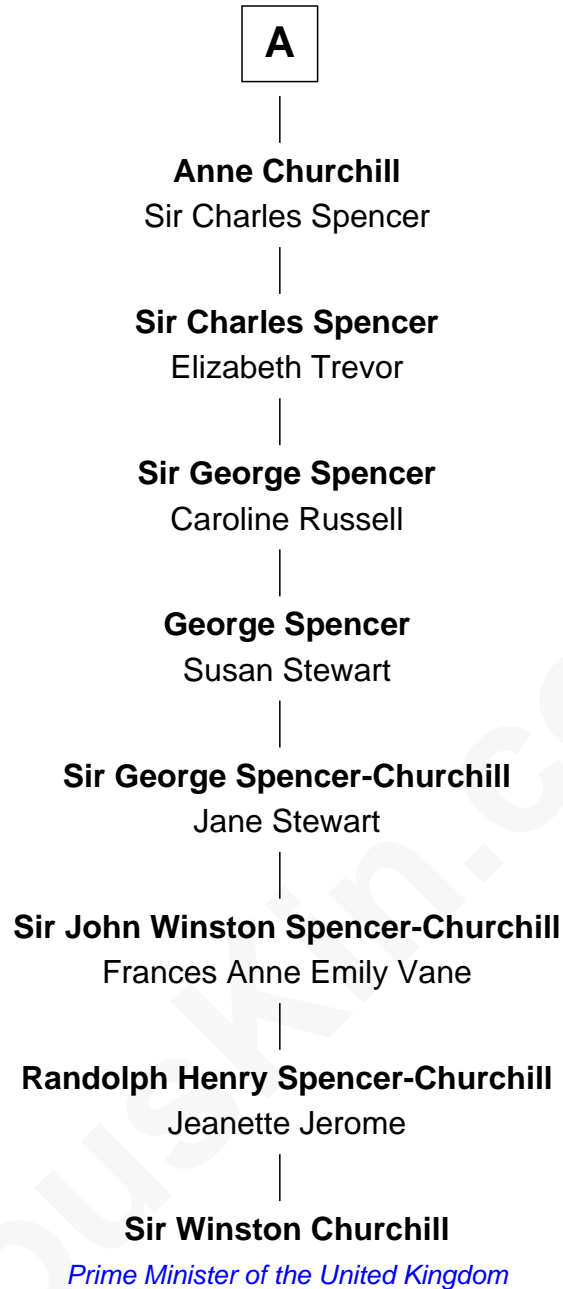 A
Anne Churchill
Sir Charles Spencer
Sir Charles Spencer
Elizabeth Trevor
Sir George Spencer
Caroline Russell
George Spencer
Susan Stewart
Sir George Spencer-Churchill
Jane Stewart
Sir John Winston Spencer-Churchill
Frances Anne Emily Vane
Randolph Henry Spencer-Churchill
Jeanette Jerome
Sir Winston Churchill
Prime Minister of the United Kingdom